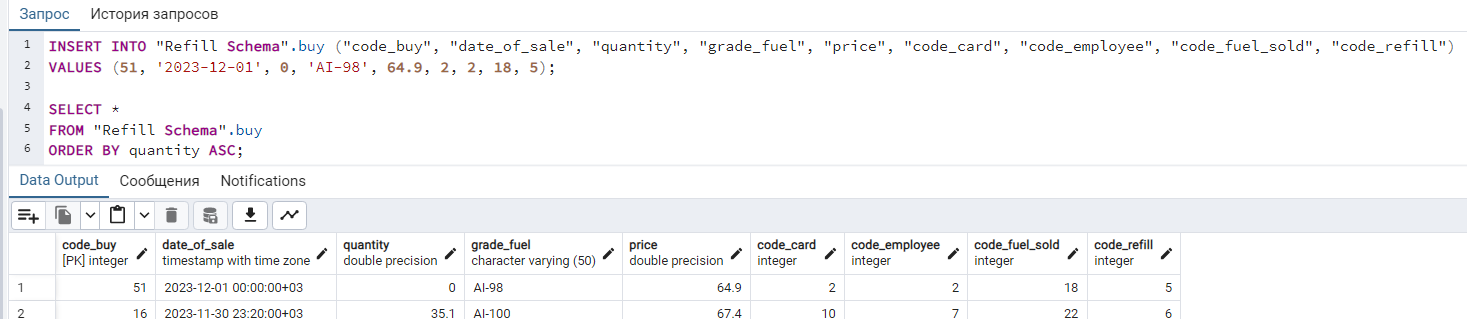 Запрос История запросов
1 INSERT INTO "Refill Schema".buy ("code_buy", "date_of_sale", "quantity", "grade_fuel", "price", "code_card", "code_employee", "code_fuel_sold", "code_refill")
2 VALUES (51, '2023-12-01', 0, 'AI-98', 64.9, 2, 2, 18, 5);
3
4 SELECT *
5 FROM "Refill Schema".buy
6 ORDER BY quantity ASC;
Data Output Сообщения Notifications
code_buy date_of_sale quantity grade_fuel price code_card code_employee code_fuel_sold code_refill
[PK] integer timestamp with time zone double precision character varying (50) double precision integer integer integer integer
1 51 2023-12-01 00:00:00+03 0 AI-98 64.9 2 2 18 5
2 16 2023-11-30 23:20:00+03 35.1 AI-100 67.4 10 7 22 6